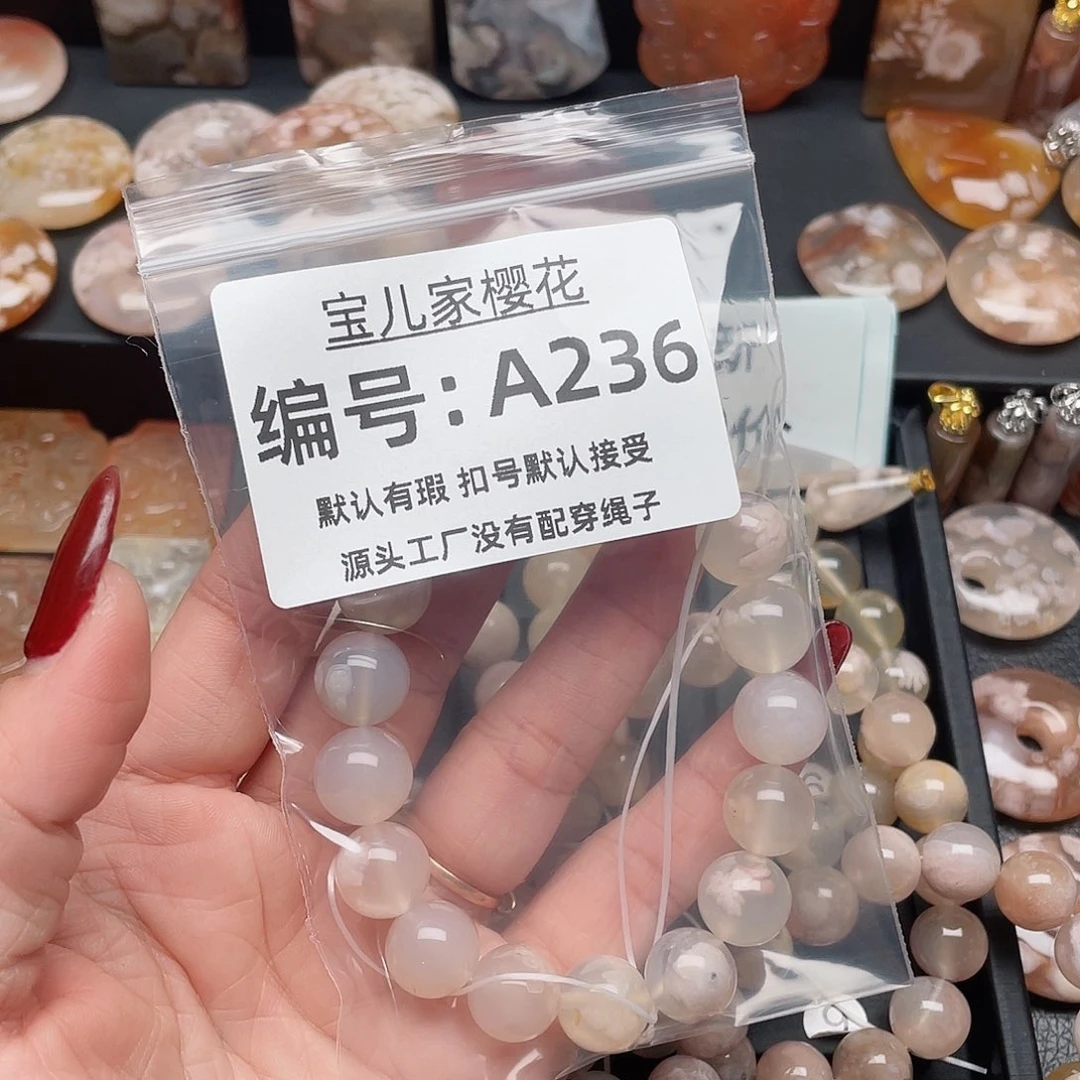 宝儿家樱花
编号:A236
默认有瑕 扣号默认接受
源头工厂没有配穿绳子